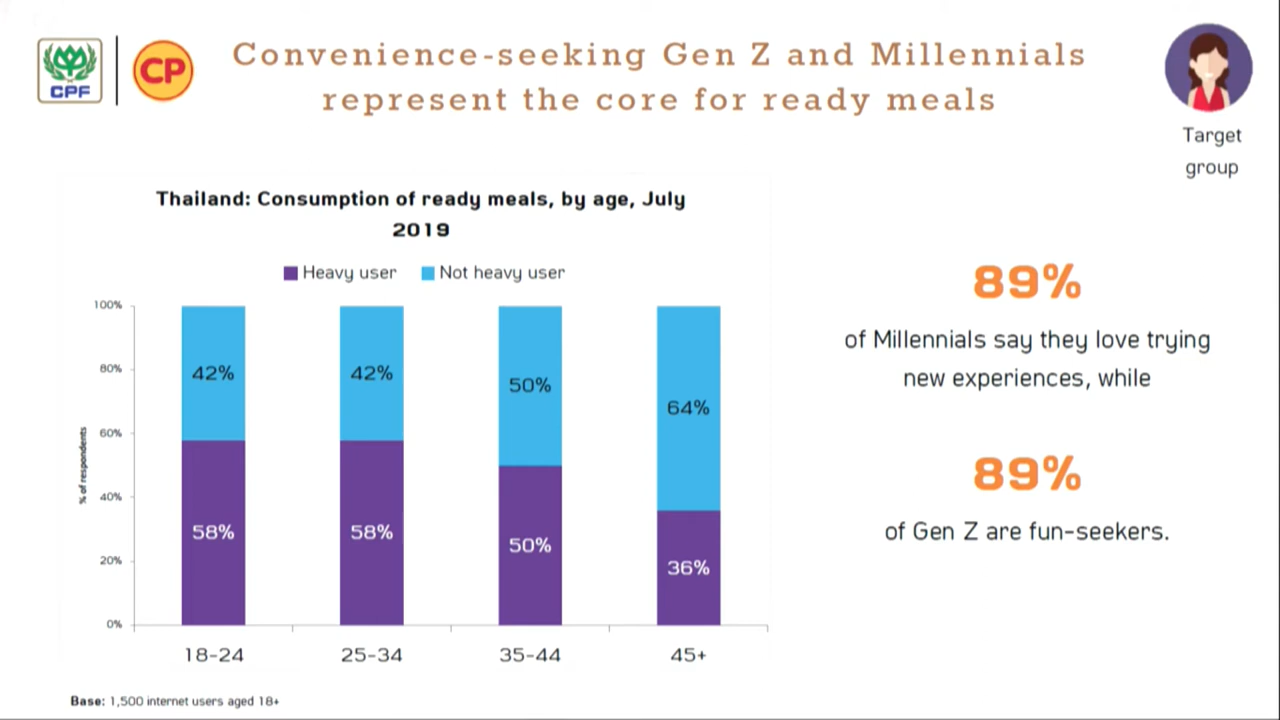 CPF
CP
Convenience-seeking Gen Z and Millennials
represent the core for ready meals
Target
group
Thailand: Consumption of ready meals, by age, July
2019
Heavy user
Not heavy user
% of respondents
100%
80%
60%
40%
20%
0%
42%
42%
50%
64%
58%
58%
50%
36%
18-24
25-34
35-44
45+
89%
of Millennials say they love trying
new experiences, while
89%
of Gen Z are fun-seekers.
Base: 1,500 internet users aged 18+